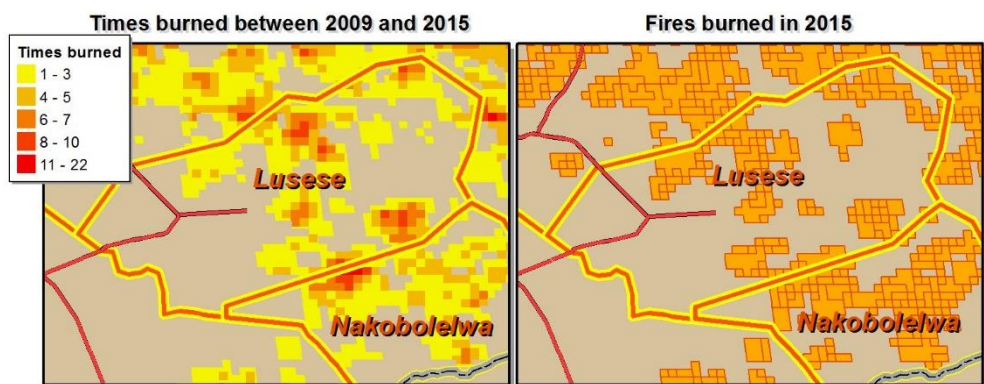 Times burned between 2009 and 2015
Fires burned in 2015
Times burned
1 - 3
4 - 5
6 - 7
8 - 10
11 - 22
Lusese
Nakobolelwa
Lusese
Nakobolelwa